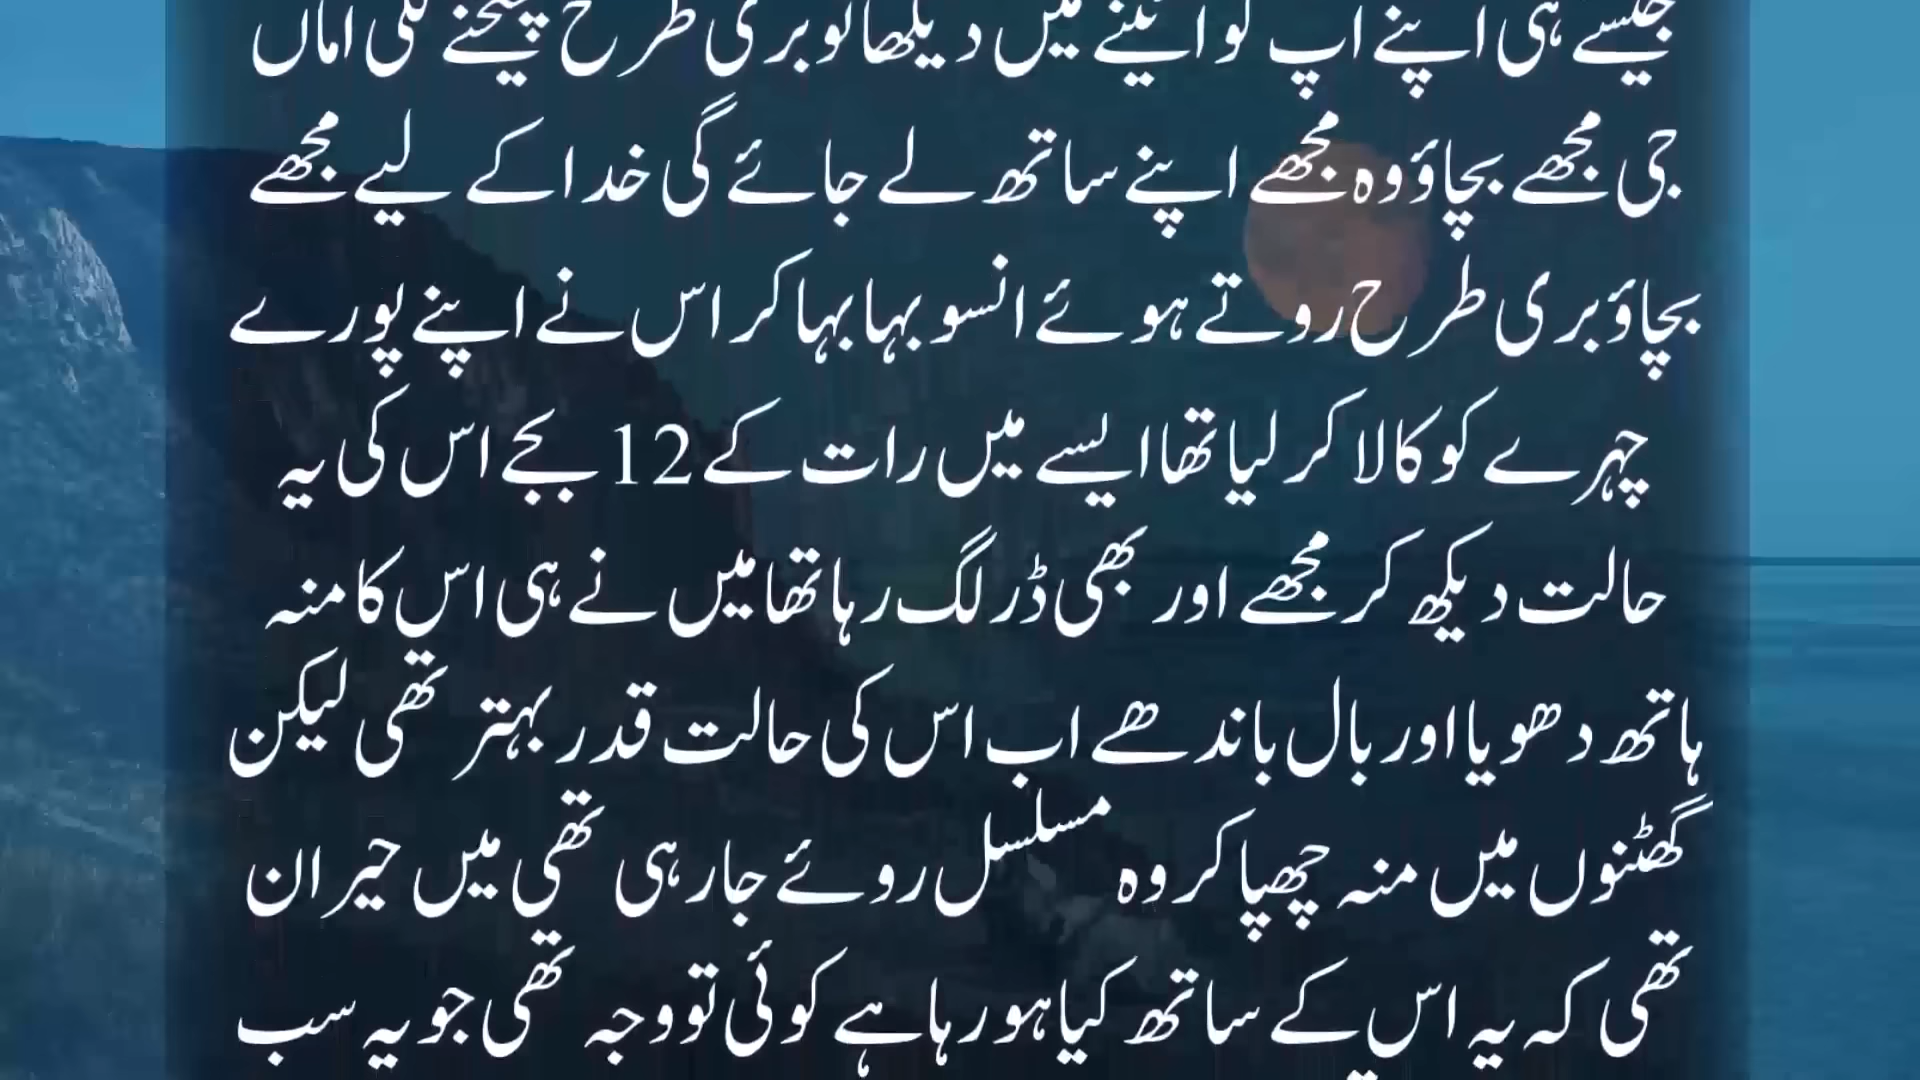 جیسے ہی اپنے اپ کو ائینے میں دیکھا تو بری طرح چیخنے لگی اماں
جی مجھے بچاؤ وہ مجھے اپنے ساتھ لے جائے گی خدا کے لیے مجھے
بچاؤ بری طرح روتے ہوئے انسو بہا بہا کر اس نے اپنے پورے
چہرے کو کالا کر لیا تھا ایسے میں رات کے 12 بجے اس کی یہ
حالت دیکھ کر مجھے اور بھی ڈر لگ رہا تھا میں نے ہی اس کا منہ
ہاتھ دھویا اور بال باندھے اب اس کی حالت قدر بہتر تھی لیکن
گھٹنوں میں منہ چھپا کر وہ مسلسل روئے جا رہی تھی میں حیران
تھی کہ یہ اس کے ساتھ کیا ہو رہا ہے کوئی تو وجہ تھی جو یہ سب